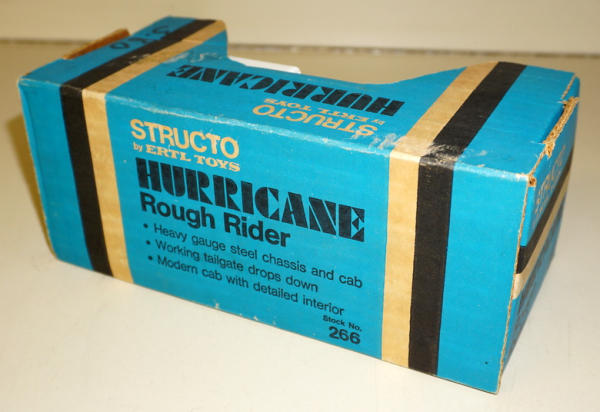 STRUCTO
by ERTL TOYS
HURRICANE
Rough Rider
• Heavy gauge steel chassis and cab
• Working tailgate drops down
• Modern cab with detailed interior
Stock No.
266
STRUCTO
by ERTL TOYS
HURRICANE
STRUCTO